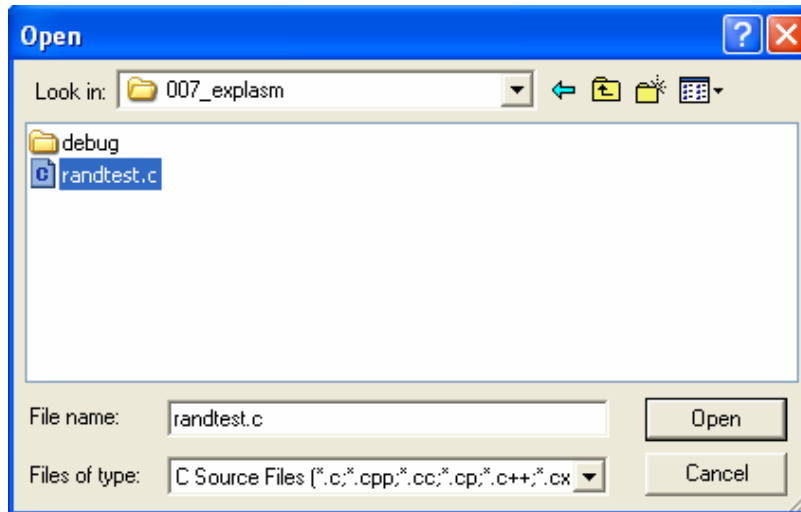 Open
Look in: 007_explasm
debug
randtest.c
File name: randtest.c Open
Files of type: C Source Files (*.c;*.cpp;*.cc;*.cp;*.c++;*.cx Cancel